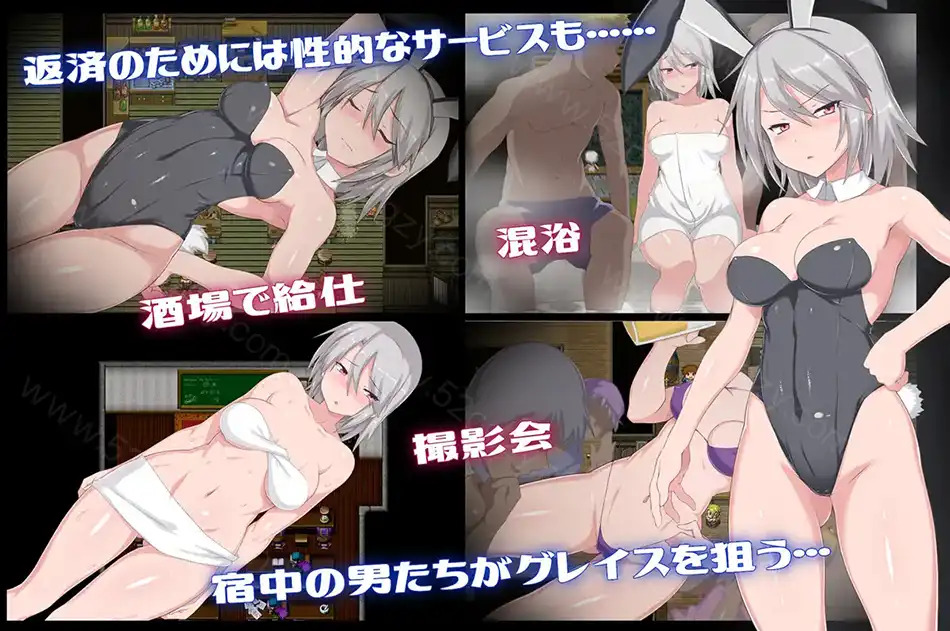 返済のためには性的なサービスも……
混浴
酒場で給仕
撮影会
宿中の男たちがグレイスを狙う…